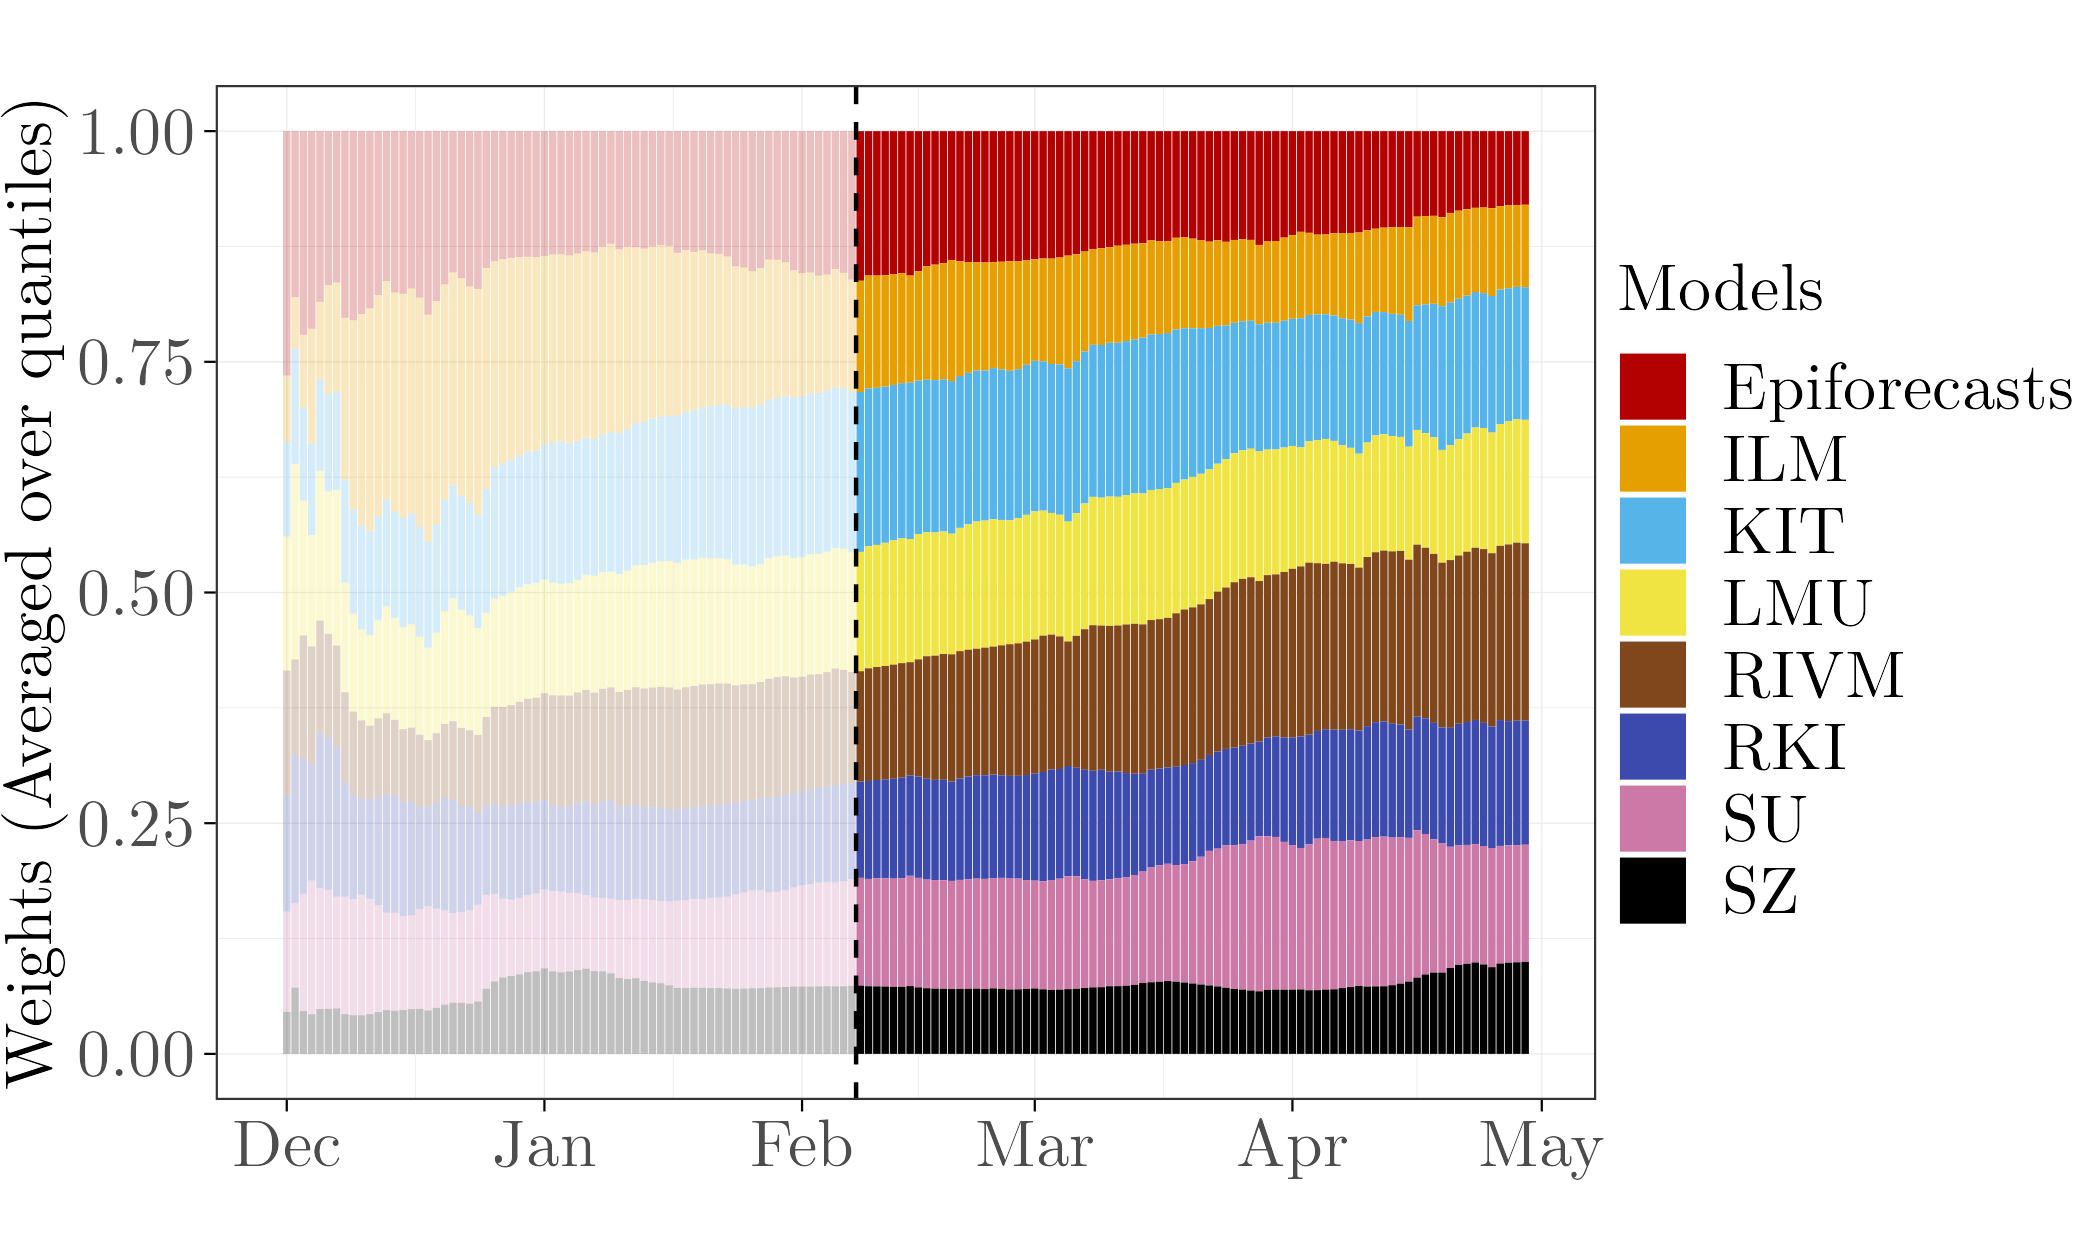 Weights (Averaged over quantiles)
1.00
0.75
0.50
0.25
0.00
Dec Jan Feb Mar Apr May
Models
Epiforecasts
ILM
KIT
LMU
RIVM
RKI
SU
SZ